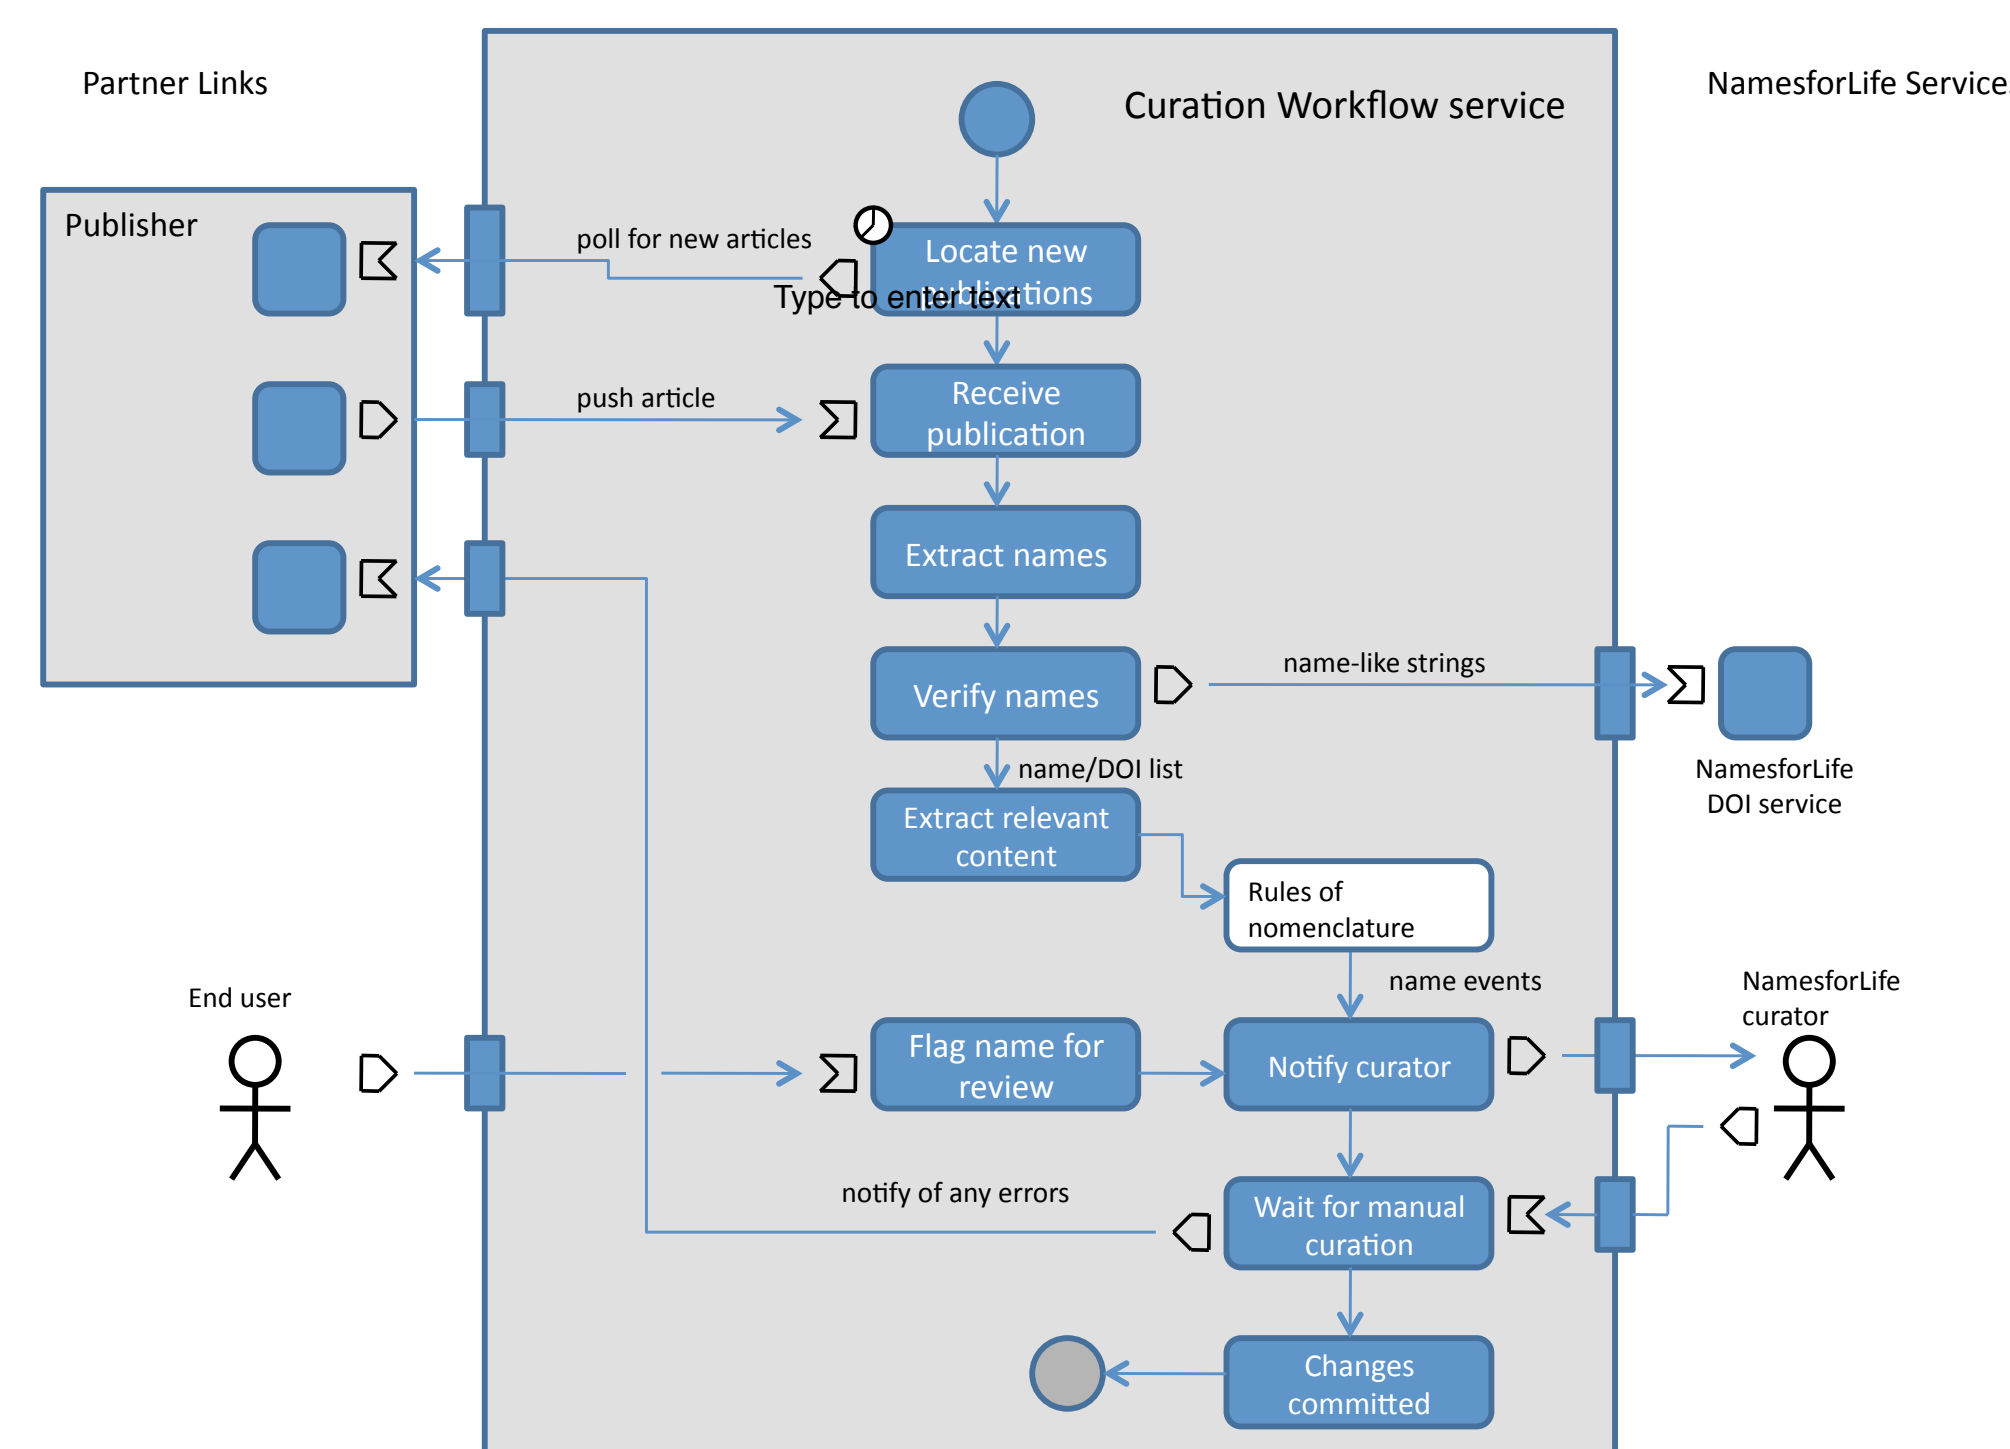 Partner Links
Curation Workflow service
NamesforLife Service
Publisher
poll for new articles
Locate new
publications
Type to enter text
push article
Receive
publication
Extract names
Verify names
name-like strings
name/DOI list
NamesforLife
DOI service
Extract relevant
content
Rules of
nomenclature
name events
End user
NamesforLife
curator
Flag name for
review
Notify curator
notify of any errors
Wait for manual
curation
Changes
committed